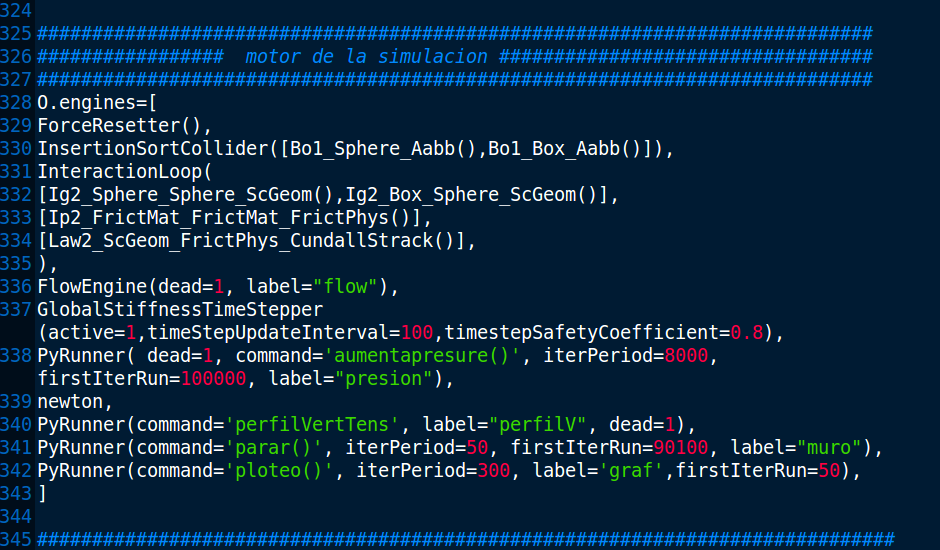 324
325 ############################################################################
326 ################# motor de la simulacion ##################################
327 ############################################################################
328 O.engines=[
329 ForceResetter(),
330 InsertionSortCollider([Bo1_Sphere_Aabb(),Bo1_Box_Aabb()]),
331 InteractionLoop(
332 [Ig2_Sphere_Sphere_ScGeom(),Ig2_Box_Sphere_ScGeom()],
333 [Ip2_FrictMat_FrictMat_FrictPhys()],
334 [Law2_ScGeom_FrictPhys_CundallStrack()],
335 ),
336 FlowEngine(dead=1, label="flow"),
337 GlobalStiffnessTimeStepper
(active=1,timeStepUpdateInterval=100,timestepSafetyCoefficient=0.8),
338 PyRunner( dead=1, command='aumentapresure()', iterPeriod=8000,
firstIterRun=100000, label="presion"),
339 newton,
340 PyRunner(command='perfilVertTens', label="perfilV", dead=1),
341 PyRunner(command='parar()', iterPeriod=50, firstIterRun=90100, label="muro"),
342 PyRunner(command='ploteo()', iterPeriod=300, label='graf',firstIterRun=50),
343 ]
344
345 ##############################################################################